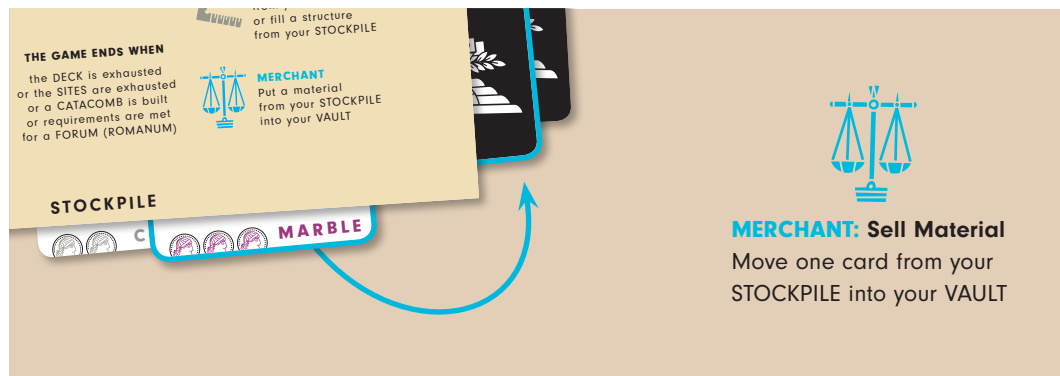 or fill a structure
from your STOCKPILE
THE GAME ENDS WHEN
the DECK is exhausted
or the SITES are exhausted
or a CATACOMB is built
or requirements are met
for a FORUM (ROMANUM)
MERCHANT
Put a material
from your STOCKPILE
into your VAULT
STOCKPILE
C
MARBLE
MERCHANT: Sell Material
Move one card from your
STOCKPILE into your VAULT